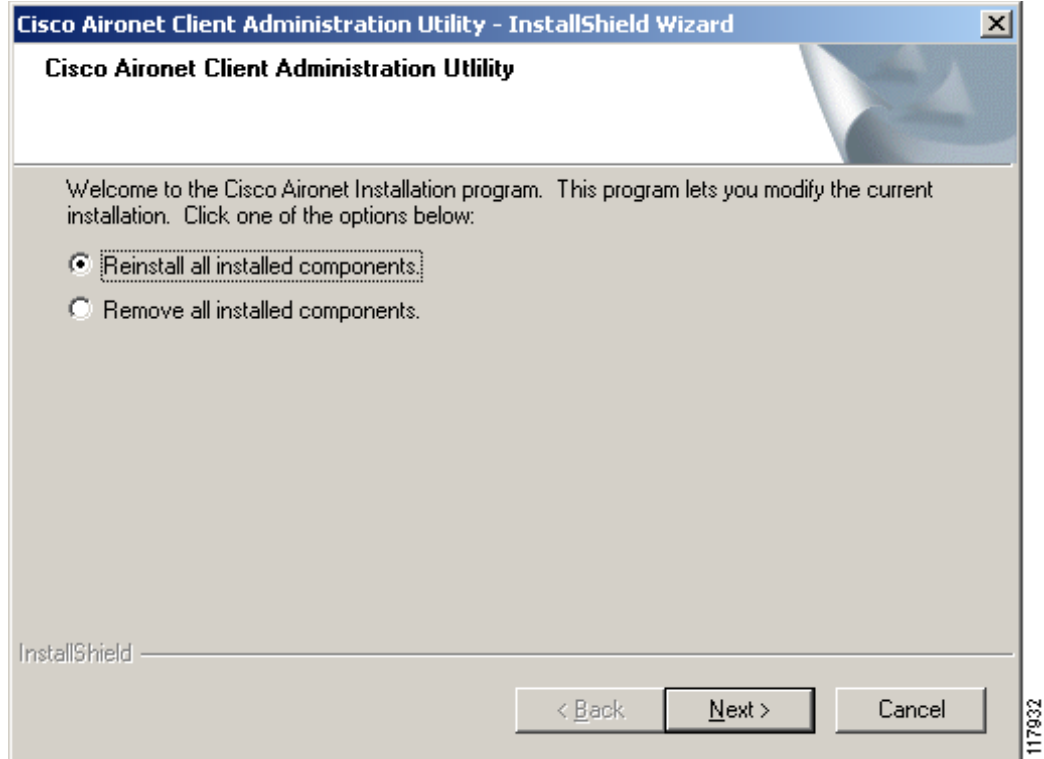 Cisco Aironet Client Administration Utility - InstallShield Wizard
Cisco Aironet Client Administration Utlility
Welcome to the Cisco Aironet Installation program. This program lets you modify the current
installation. Click one of the options below:
Reinstall all installed components.
Remove all installed components.
InstallShield
< Back
Next >
Cancel
117932